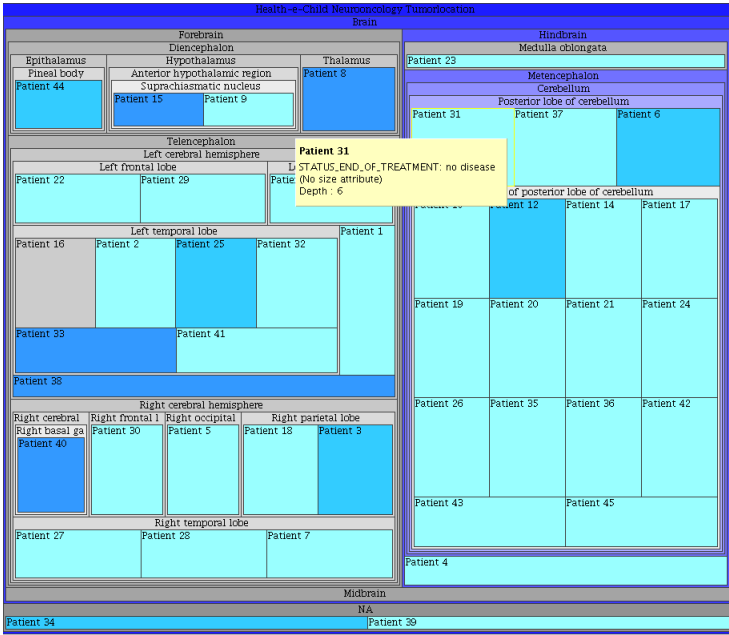 Health-e-Child Neurooncology Tumorlocation
Brain
Forebrain
Diencephalon
Epithalamus
Hypothalamus
Thalamus
Pineal body
Anterior hypothalamic region
Patient 8
Patient 44
Suprachiasmatic nucleus
Patient 15
Patient 9
Telencephalon
Left cerebral hemisphere
Left frontal lobe
Patient 22
Patient 29
Left temporal lobe
Patient 1
Patient 16
Patient 2
Patient 25
Patient 32
Patient 33
Patient 41
Patient 38
Right cerebral hemisphere
Right cerebral
Right frontal l
Right occipital
Right parietal lobe
Right basal ga
Patient 40
Patient 30
Patient 5
Patient 18
Patient 3
Right temporal lobe
Patient 27
Patient 28
Patient 7
Midbrain
Hindbrain
Medulla oblongata
Patient 23
Metencephalon
Cerebellum
Posterior lobe of cerebellum
Patient 31
Patient 37
Patient 6
Patient 31
STATUS_END_OF_TREATMENT: no disease
(No size attribute)
Depth : 6
of posterior lobe of cerebellum
Patient 12
Patient 14
Patient 17
Patient 19
Patient 20
Patient 21
Patient 24
Patient 26
Patient 35
Patient 36
Patient 42
Patient 43
Patient 45
Patient 4
NA
Patient 34
Patient 39